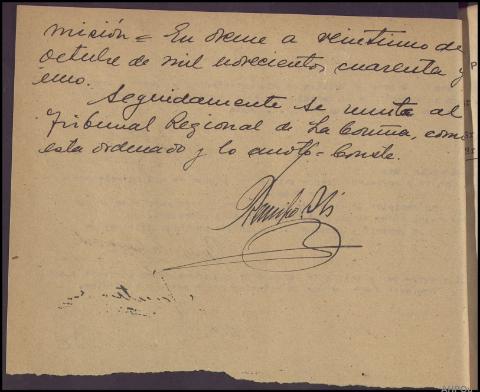 misión = En Orense a veintiuno de
octubre de mil novecientos cuarenta y
uno.
Seguidamente se remite al
Tribunal Regional de La Coruña, como
esta ordenado y lo anoto = Conste.